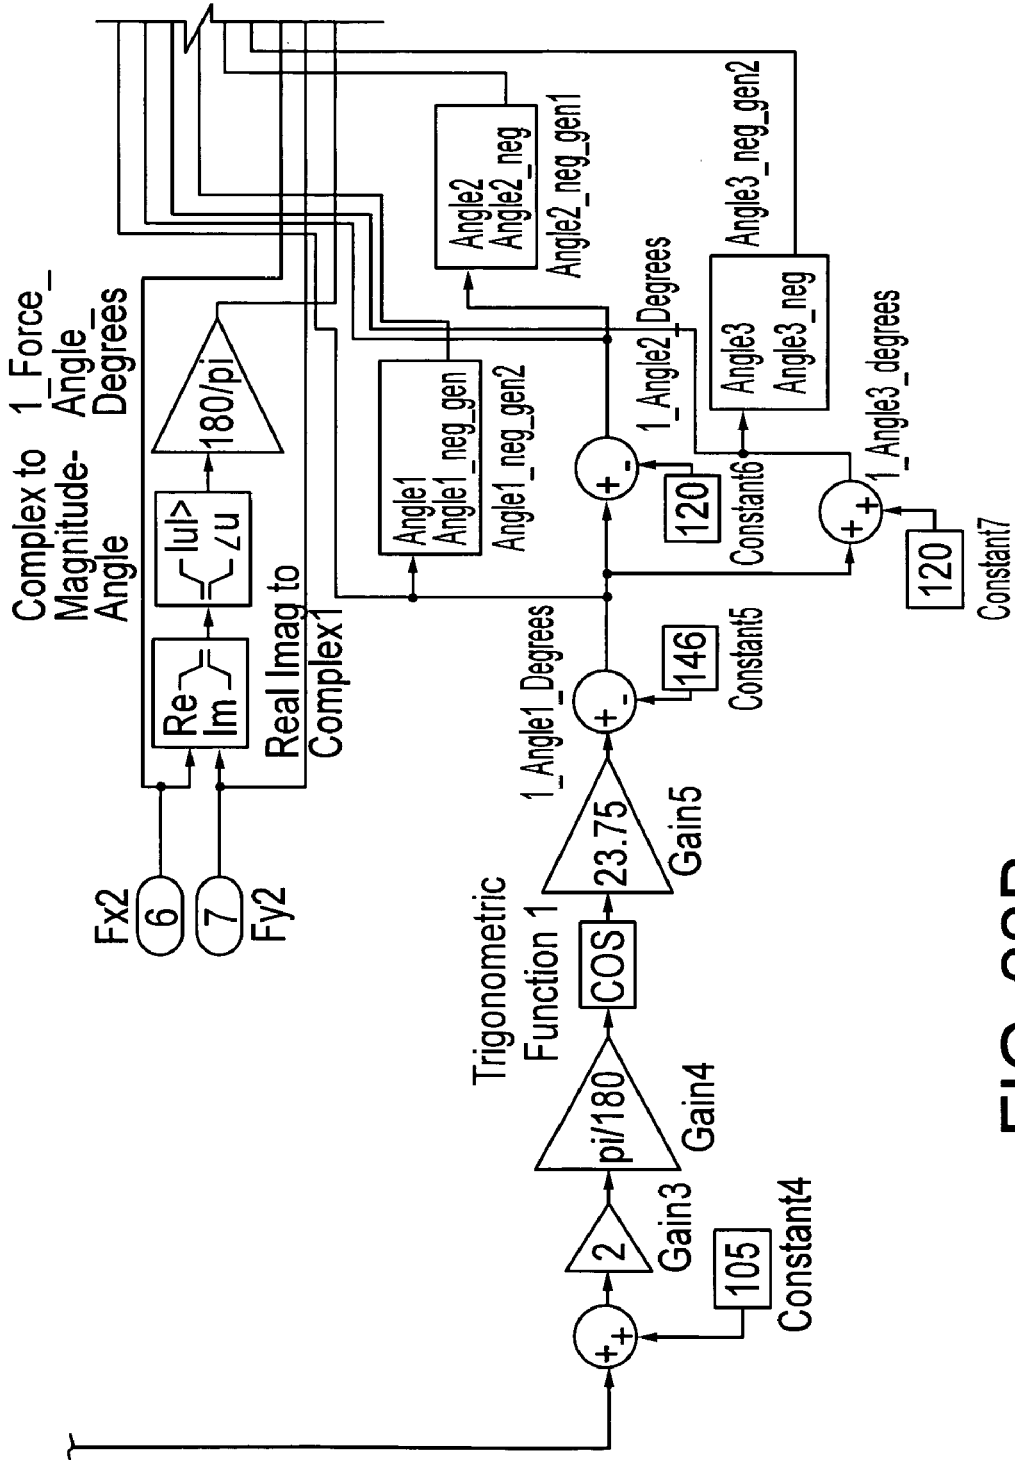 Complex to
Magnitude-
Angle
1_Force_
Angle_
Degrees
Fx2
6
7
Fy2
Re
Im
|u|>
∠u
180/pi
Real Imag to
Complex1
Angle1
Angle1_neg_gen
Angle1_neg_gen2
Angle2
Angle2_neg
Angle2_neg_gen1
Trigonometric
Function 1
1_Angle1_Degrees
+
+
105
Constant4
2
Gain3
pi/180
Gain4
COS
23.75
Gain5
+
-
146
Constant5
+
-
120
Constant6
1_Angle2_Degrees
Angle3
Angle3_neg
Angle3_neg_gen2
+
+
120
Constant7
1_Angle3_degrees